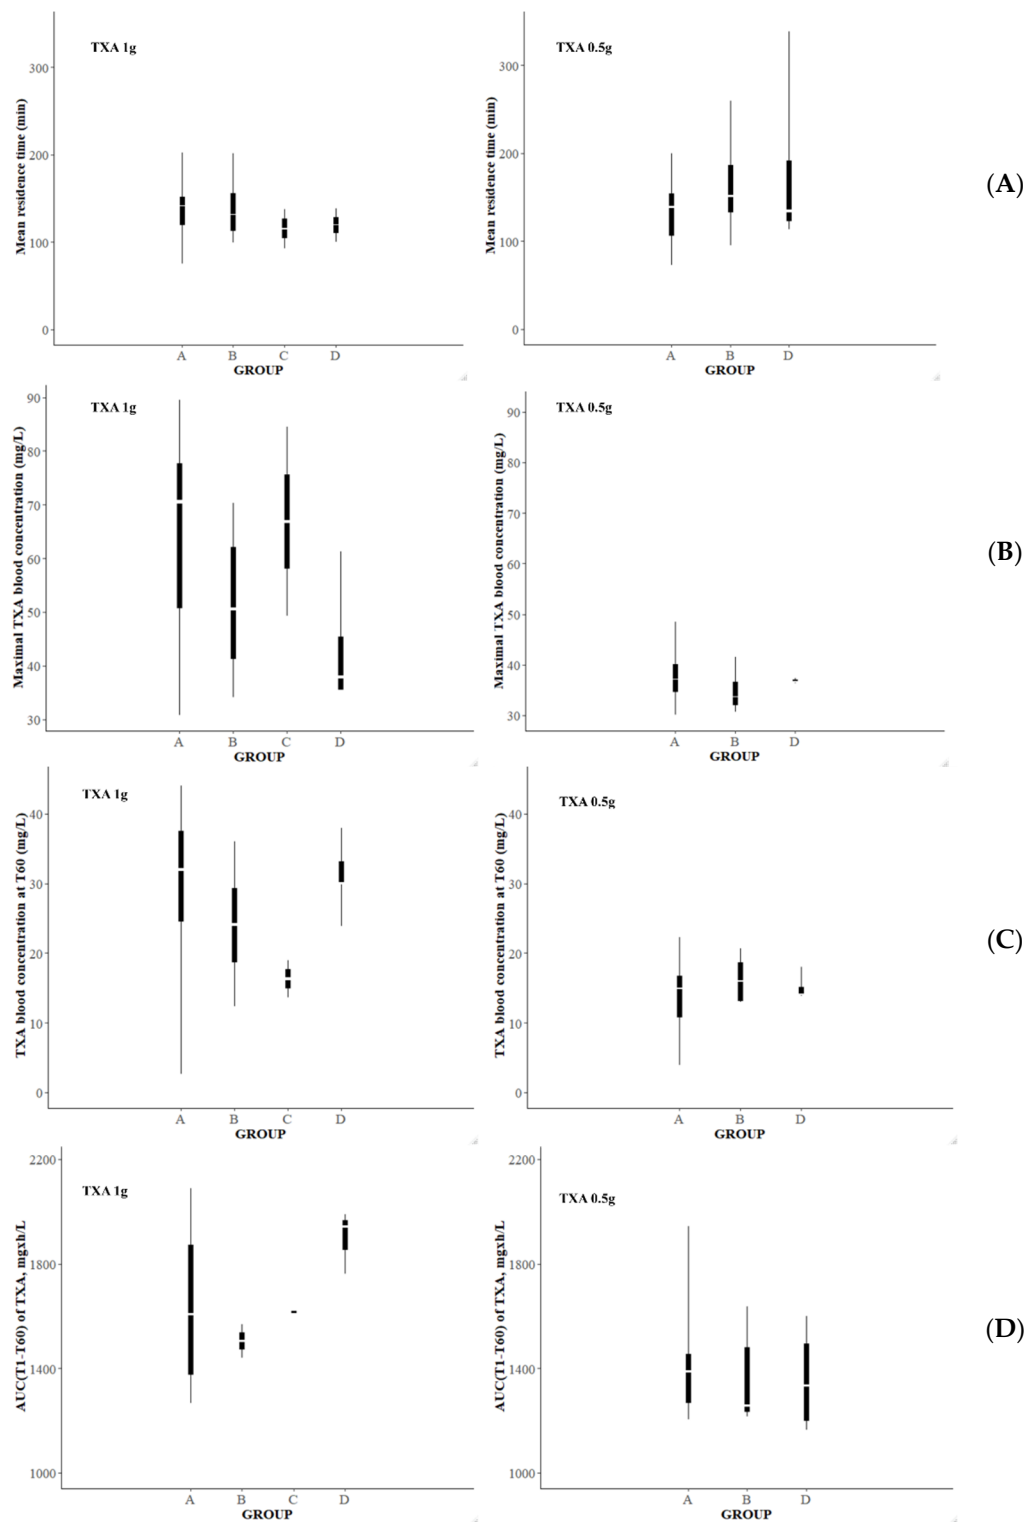 TXA 1g
Mean residence time (min)
300
200
100
0
A B C D
GROUP
TXA 0.5g
Mean residence time (min)
300
200
100
0
A B D
GROUP
(A)
TXA 1g
Maximal TXA blood concentration (mg/L)
90
80
70
60
50
40
30
A B C D
GROUP
TXA 0.5g
Maximal TXA blood concentration (mg/L)
90
80
70
60
50
40
30
A B D
GROUP
(B)
TXA 1g
TXA blood concentration at T60 (mg/L)
40
30
20
10
0
A B C D
GROUP
TXA 0.5g
TXA blood concentration at T60 (mg/L)
40
30
20
10
0
A B D
GROUP
(C)
TXA 1g
AUC(T1-T60) of TXA, mgxh/L
2200
1800
1400
1000
A B C D
GROUP
TXA 0.5g
AUC(T1-T60) of TXA, mgxh/L
2200
1800
1400
1000
A B D
GROUP
(D)